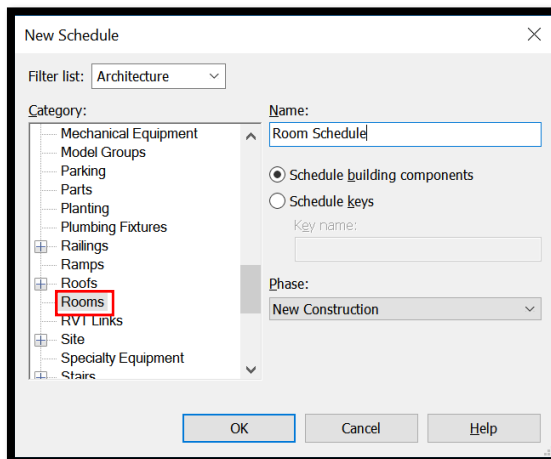 New Schedule
Filter list: Architecture
Category:
Mechanical Equipment
Model Groups
Parking
Parts
Planting
Plumbing Fixtures
Railings
Ramps
Roofs
Rooms
RVT Links
Site
Specialty Equipment
Stairs
Name:
Room Schedule
Schedule building components
Schedule keys
Key name:
Phase:
New Construction
OK Cancel Help